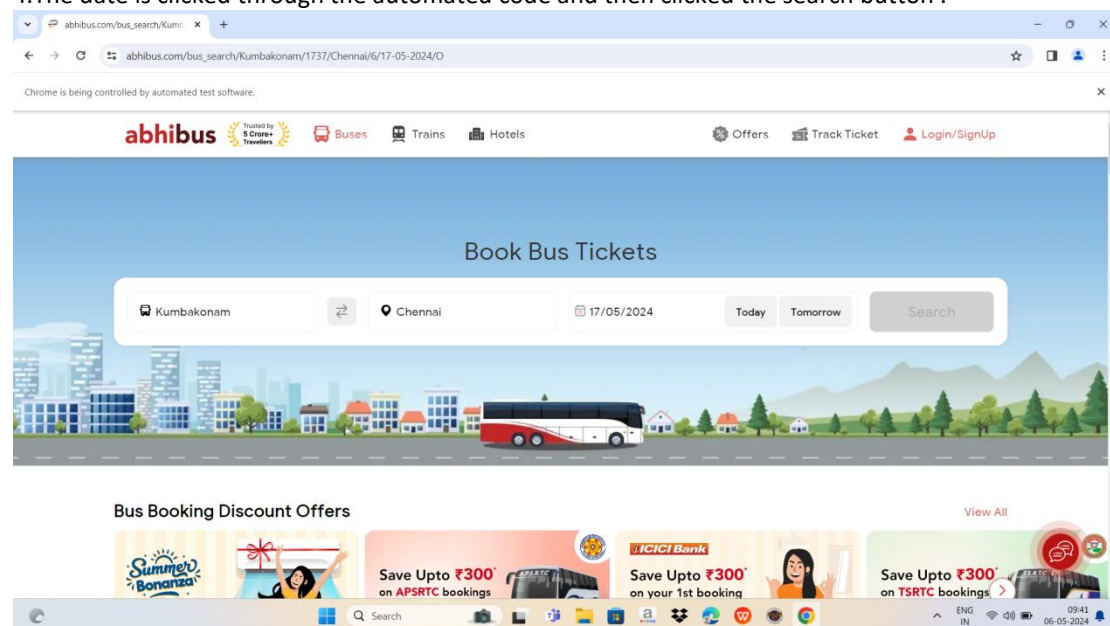 4.The date is clicked through the automated code and then clicked the search button .
abhibus.com/bus_search/Kumb
abhibus.com/bus_search/Kumbakonam/1737/Chennai/6/17-05-2024/O
Chrome is being controlled by automated test software.
abhibus Trusted by 5 Crore+ Travellers Buses Trains Hotels Offers Track Ticket Login/SignUp
Book Bus Tickets
Kumbakonam Chennai 17/05/2024 Today Tomorrow Search
Bus Booking Discount Offers View All
Summer Bonanza
ICICI Bank
Save Upto ₹300*
on APSRTC bookings
Save Upto ₹300*
on your 1st booking
Save Upto ₹300*
on TSRTC bookings
Search ENG IN 09:41 06-05-2024